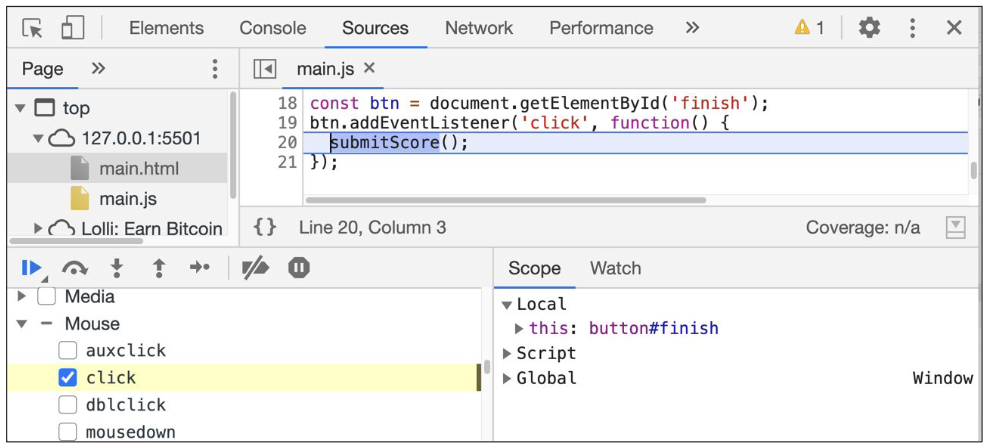 Elements Console Sources Network Performance » 1
Page » main.js ×
top
127.0.0.1:5501
main.html
main.js
Lolli: Earn Bitcoin
18 const btn = document.getElementById('finish');
19 btn.addEventListener('click', function() {
20 submitScore();
21 });
{} Line 20, Column 3 Coverage: n/a
Media
Mouse
auxclick
click
dblclick
mousedown
Scope Watch
Local
this: button#finish
Script
Global Window